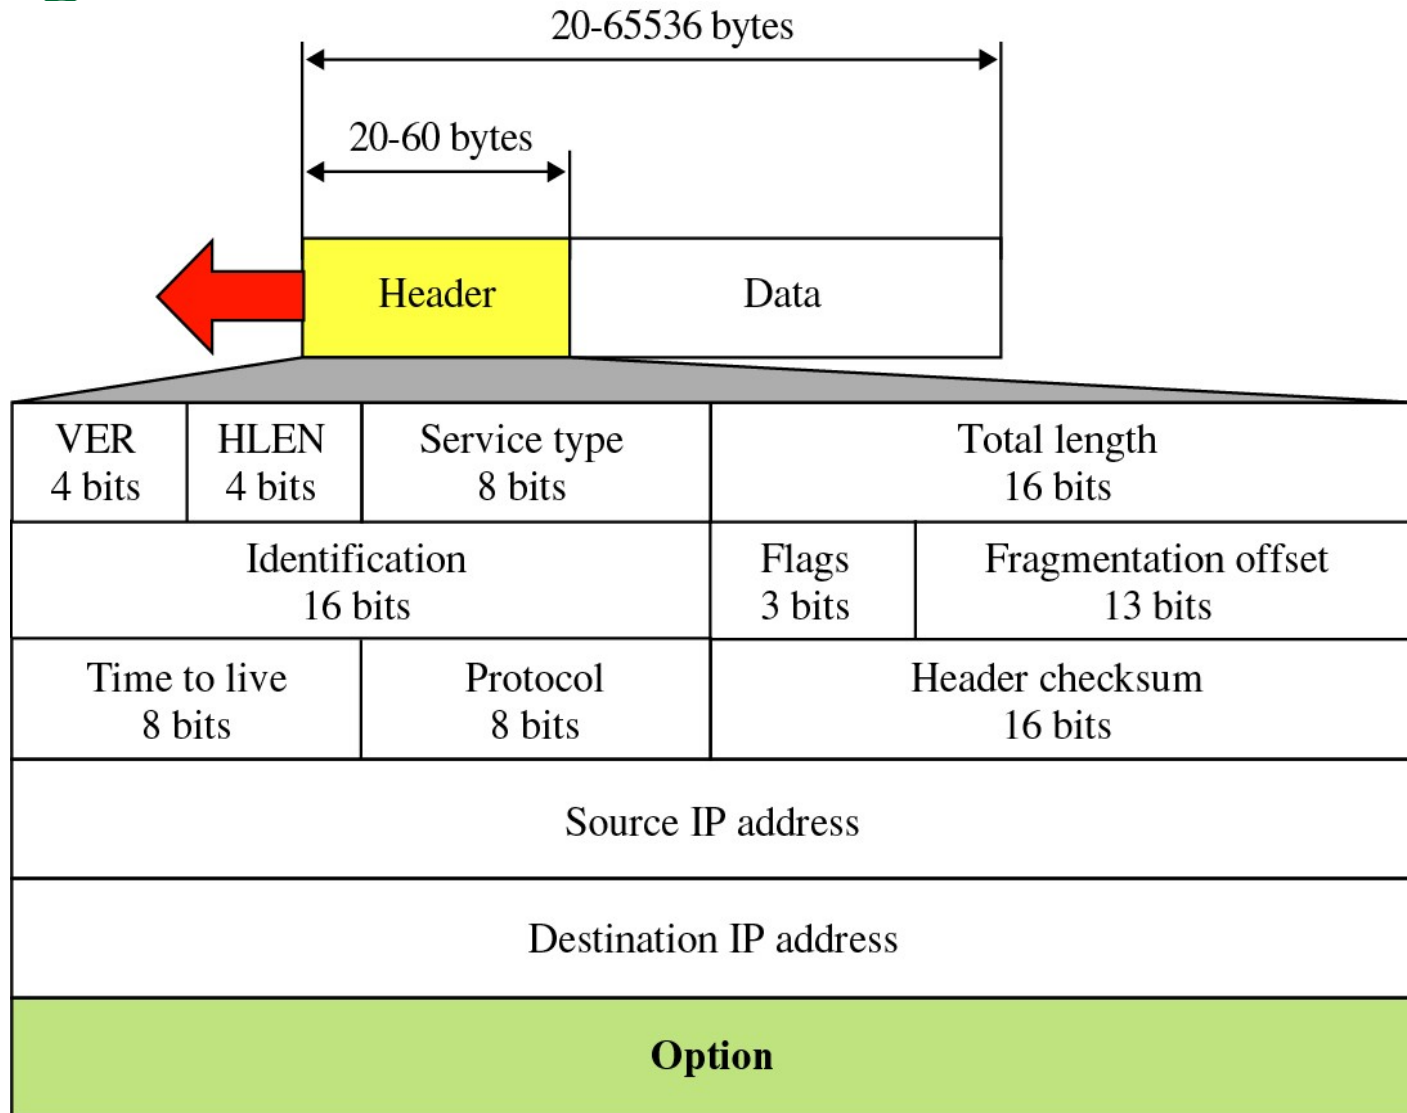 20-65536 bytes
20-60 bytes
Header
Data
VER
4 bits
HLEN
4 bits
Service type
8 bits
Total length
16 bits
Identification
16 bits
Flags
3 bits
Fragmentation offset
13 bits
Time to live
8 bits
Protocol
8 bits
Header checksum
16 bits
Source IP address
Destination IP address
Option